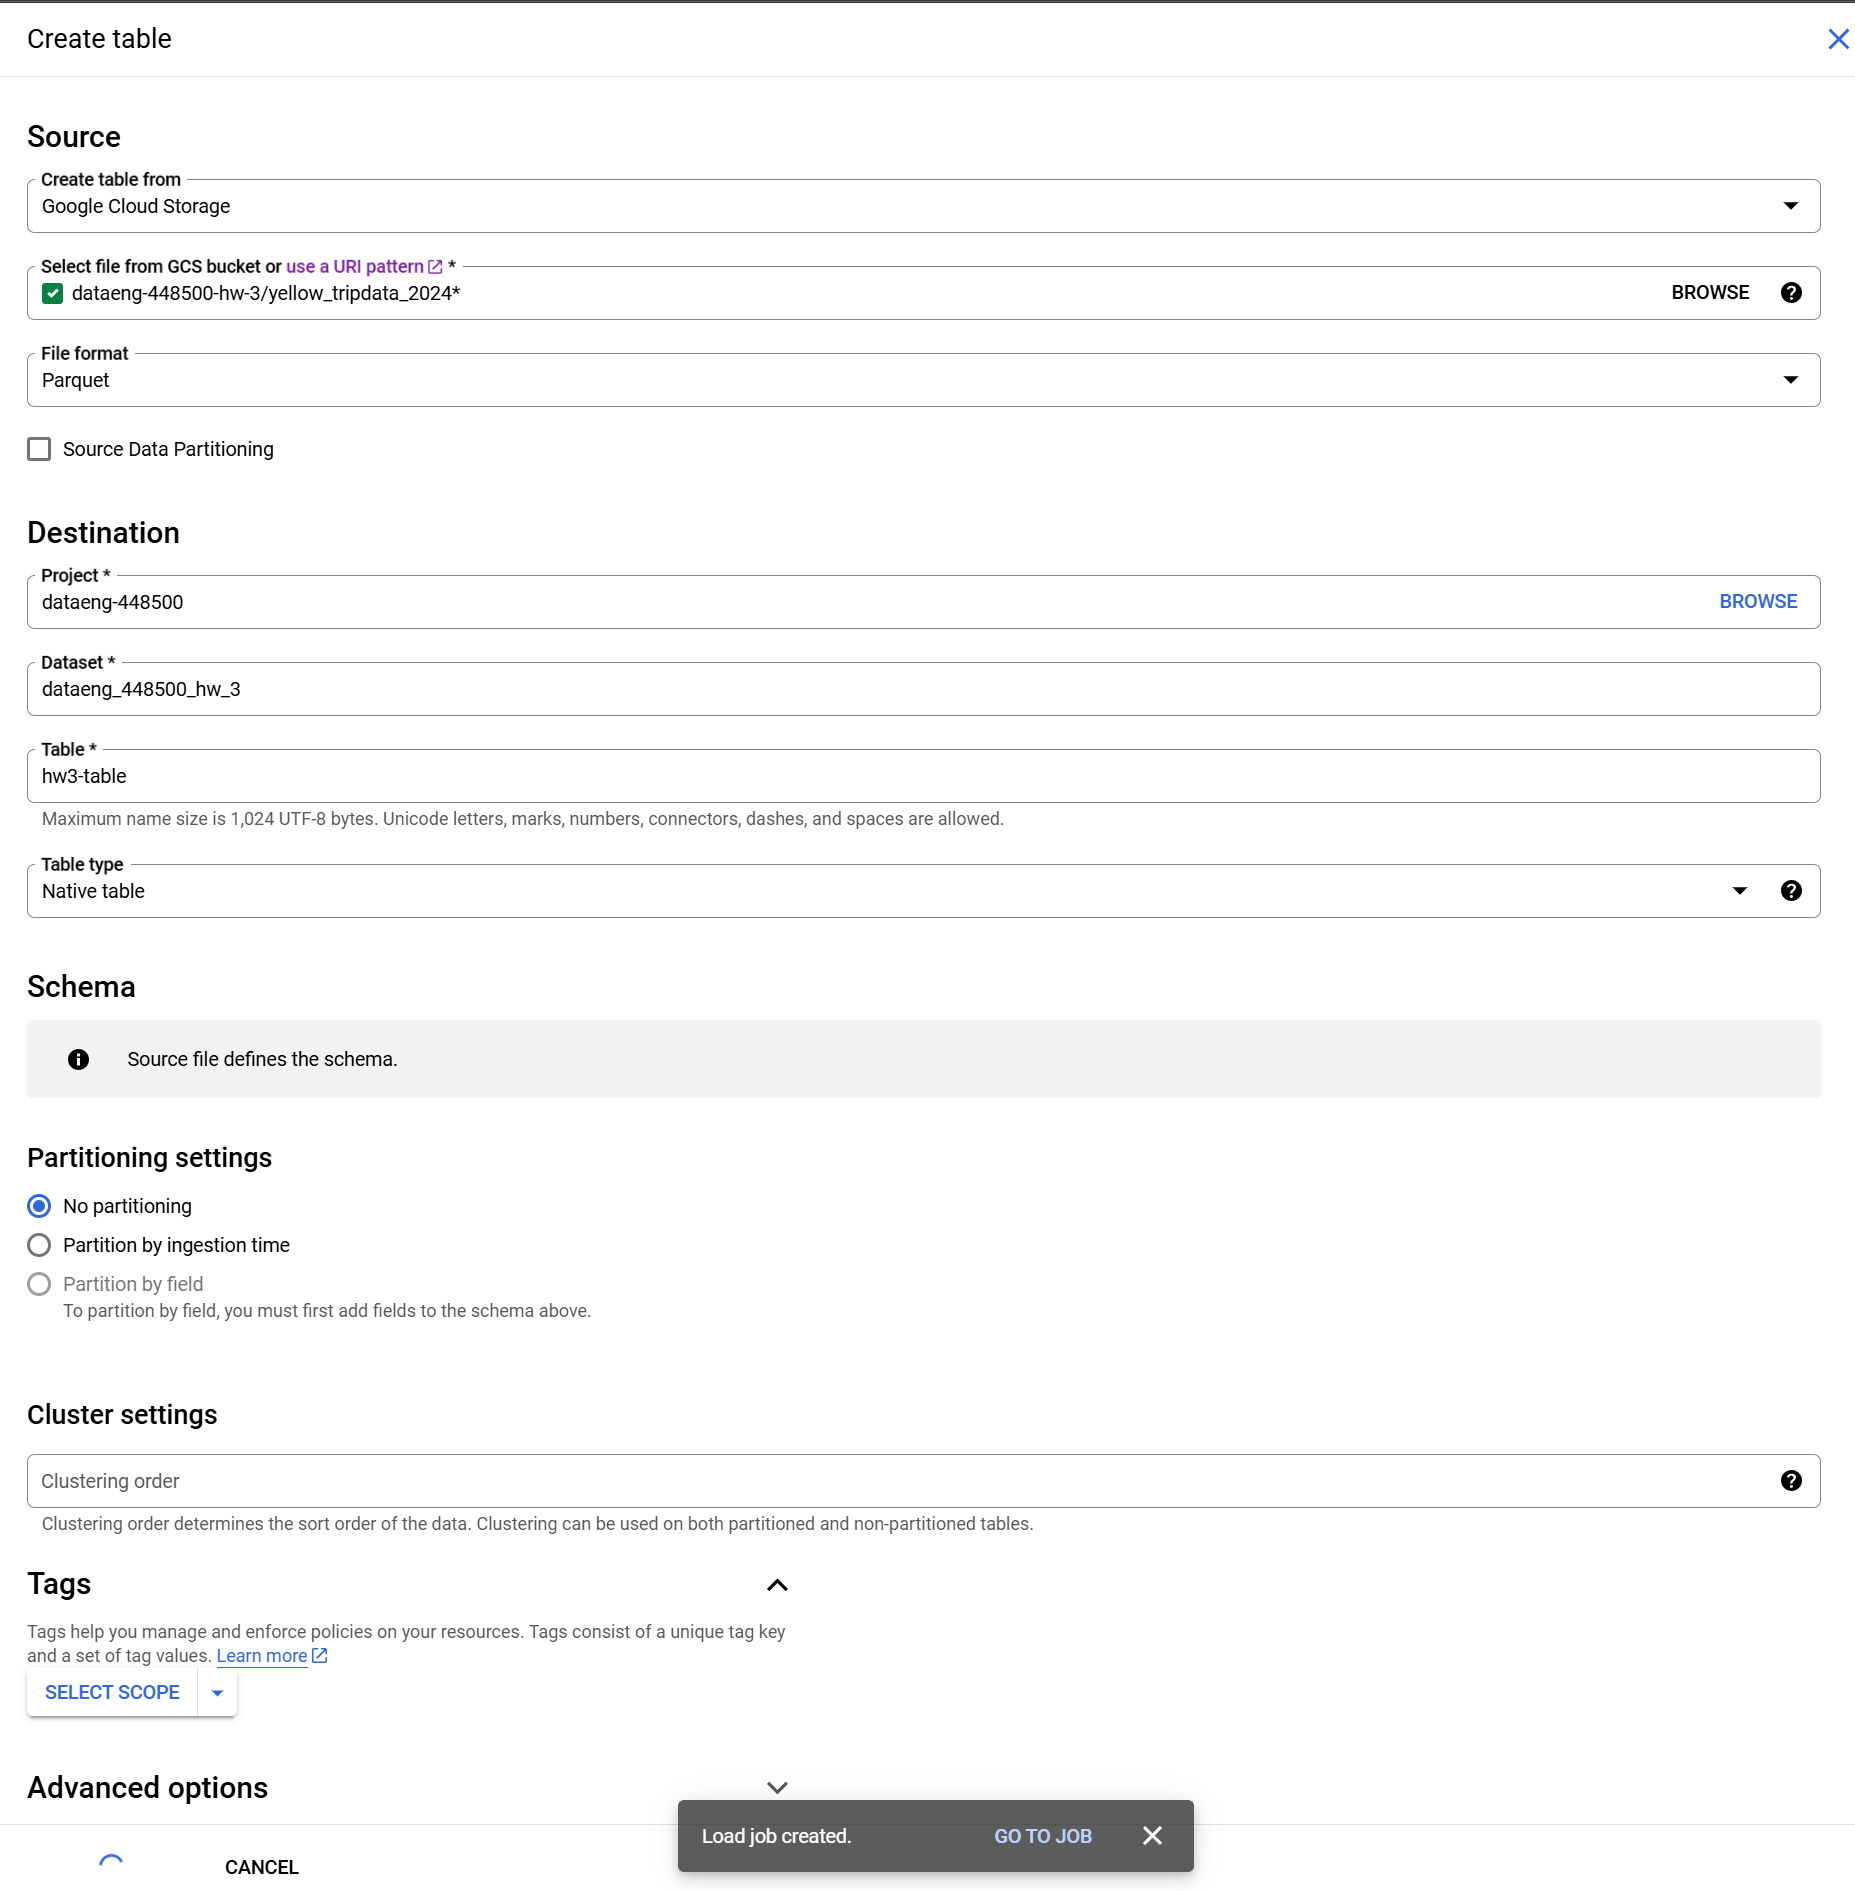 Create table
Source
Create table from
Google Cloud Storage
Select file from GCS bucket or use a URI pattern *
dataeng-448500-hw-3/yellow_tripdata_2024* BROWSE
File format
Parquet
Source Data Partitioning
Destination
Project *
dataeng-448500 BROWSE
Dataset *
dataeng_448500_hw_3
Table *
hw3-table
Maximum name size is 1,024 UTF-8 bytes. Unicode letters, marks, numbers, connectors, dashes, and spaces are allowed.
Table type
Native table
Schema
Source file defines the schema.
Partitioning settings
No partitioning
Partition by ingestion time
Partition by field
To partition by field, you must first add fields to the schema above.
Cluster settings
Clustering order
Clustering order determines the sort order of the data. Clustering can be used on both partitioned and non-partitioned tables.
Tags
Tags help you manage and enforce policies on your resources. Tags consist of a unique tag key
and a set of tag values. Learn more
SELECT SCOPE
Advanced options
Load job created. GO TO JOB
CANCEL